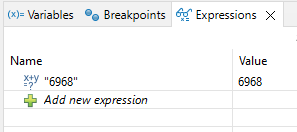 (x)= Variables Breakpoints Expressions
Name Value
x+y =? "6968" 6968
Add new expression